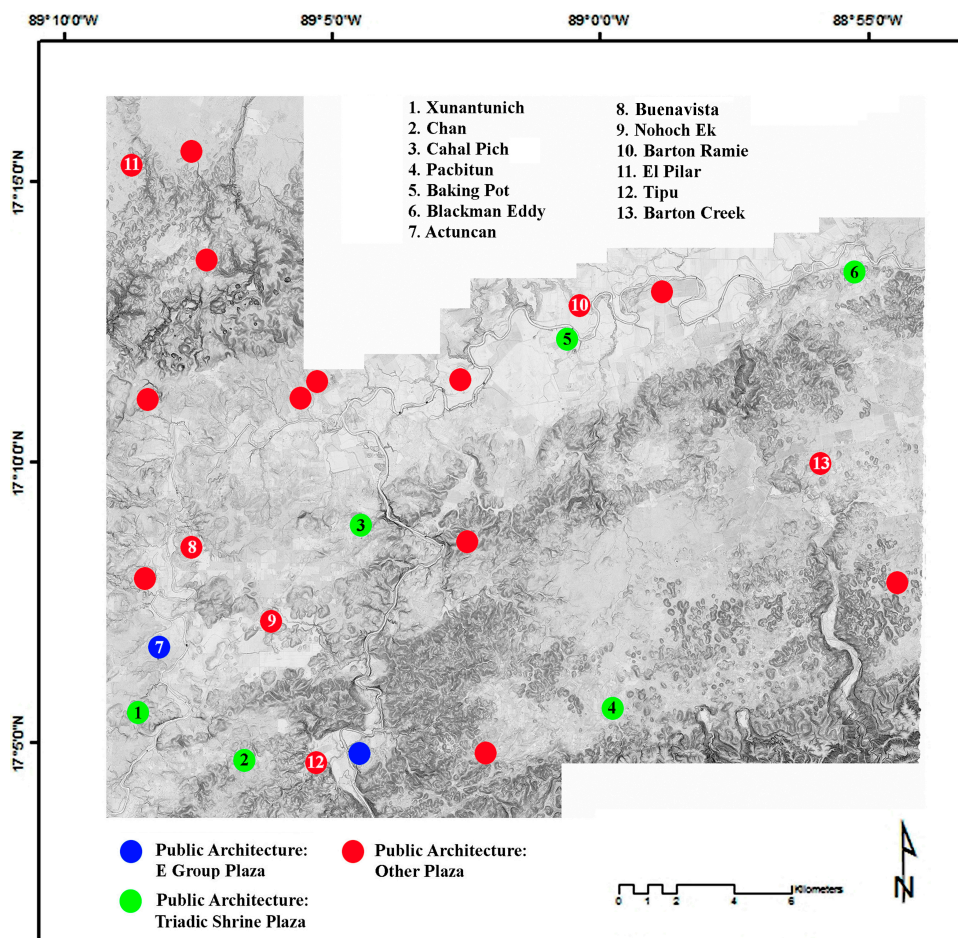 89°10'0"W 89°5'0"W 89°0'0"W 88°55'0"W
1. Xunantunich
2. Chan
3. Cahal Pich
4. Pacbitun
5. Baking Pot
6. Blackman Eddy
7. Actuncan
8. Buenavista
9. Nohoch Ek
10. Barton Ramie
11. El Pilar
12. Tipu
13. Barton Creek
17°15'0"N
17°10'0"N
17°5'0"N
11
6
10
5
13
3
8
9
7
4
1
2
12
Public Architecture:
E Group Plaza
Public Architecture:
Other Plaza
Public Architecture:
Triadic Shrine Plaza
Kilometers
0 1 2 4 6
N